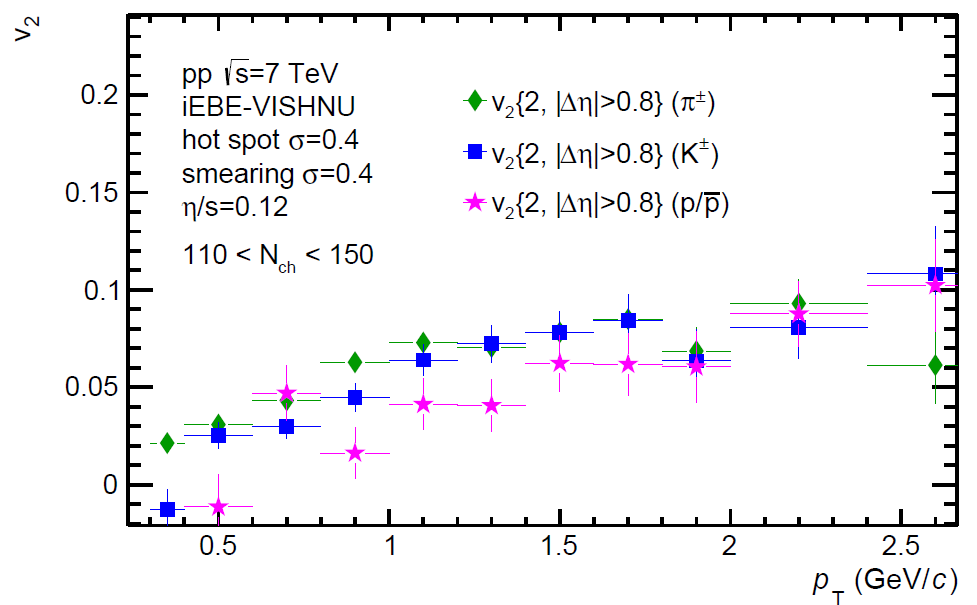 v₂
0.2
0.15
0.1
0.05
0
pp √s=7 TeV
iEBE-VISHNU
hot spot σ=0.4
smearing σ=0.4
η/s=0.12
110 < N_ch < 150
v₂{2, |Δη|>0.8} (π±)
v₂{2, |Δη|>0.8} (K±)
v₂{2, |Δη|>0.8} (p/p̅)
0.5 1 1.5 2 2.5
p_T (GeV/c)